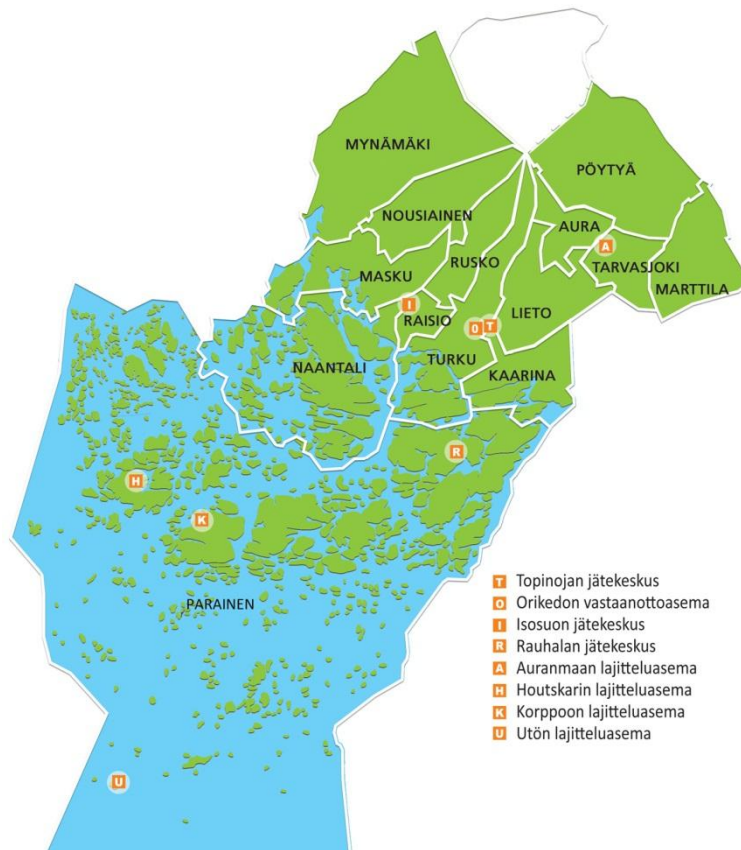 MYNÄMÄKI
PÖYTYÄ
NOUSIAINEN
AURA
A
RUSKO
MASKU
TARVASJOKI
MARTTILA
I
LIETO
RAISIO
O T
TURKU
NAANTALI
KAARINA
R
H
K
PARAINEN
U
T Topinojan jätekeskus
O Orikedon vastaanottoasema
I Isosuon jätekeskus
R Rauhalan jätekeskus
A Auranmaan lajitteluasema
H Houtskarin lajitteluasema
K Korppoon lajitteluasema
U Utön lajitteluasema